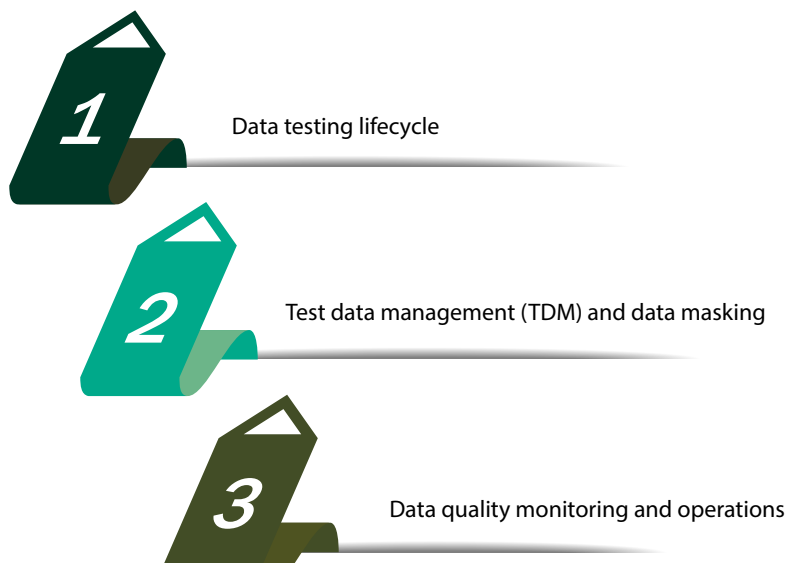 1
Data testing lifecycle
2
Test data management (TDM) and data masking
3
Data quality monitoring and operations